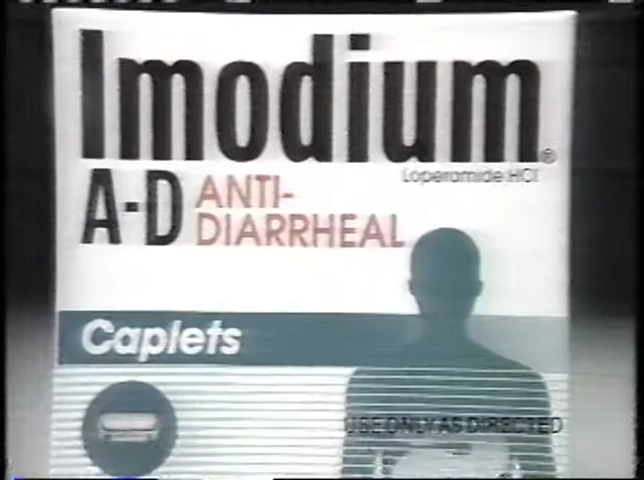 Imodium®
Loperamide HCl
A-D ANTI-
DIARRHEAL
Caplets
USE ONLY AS DIRECTED